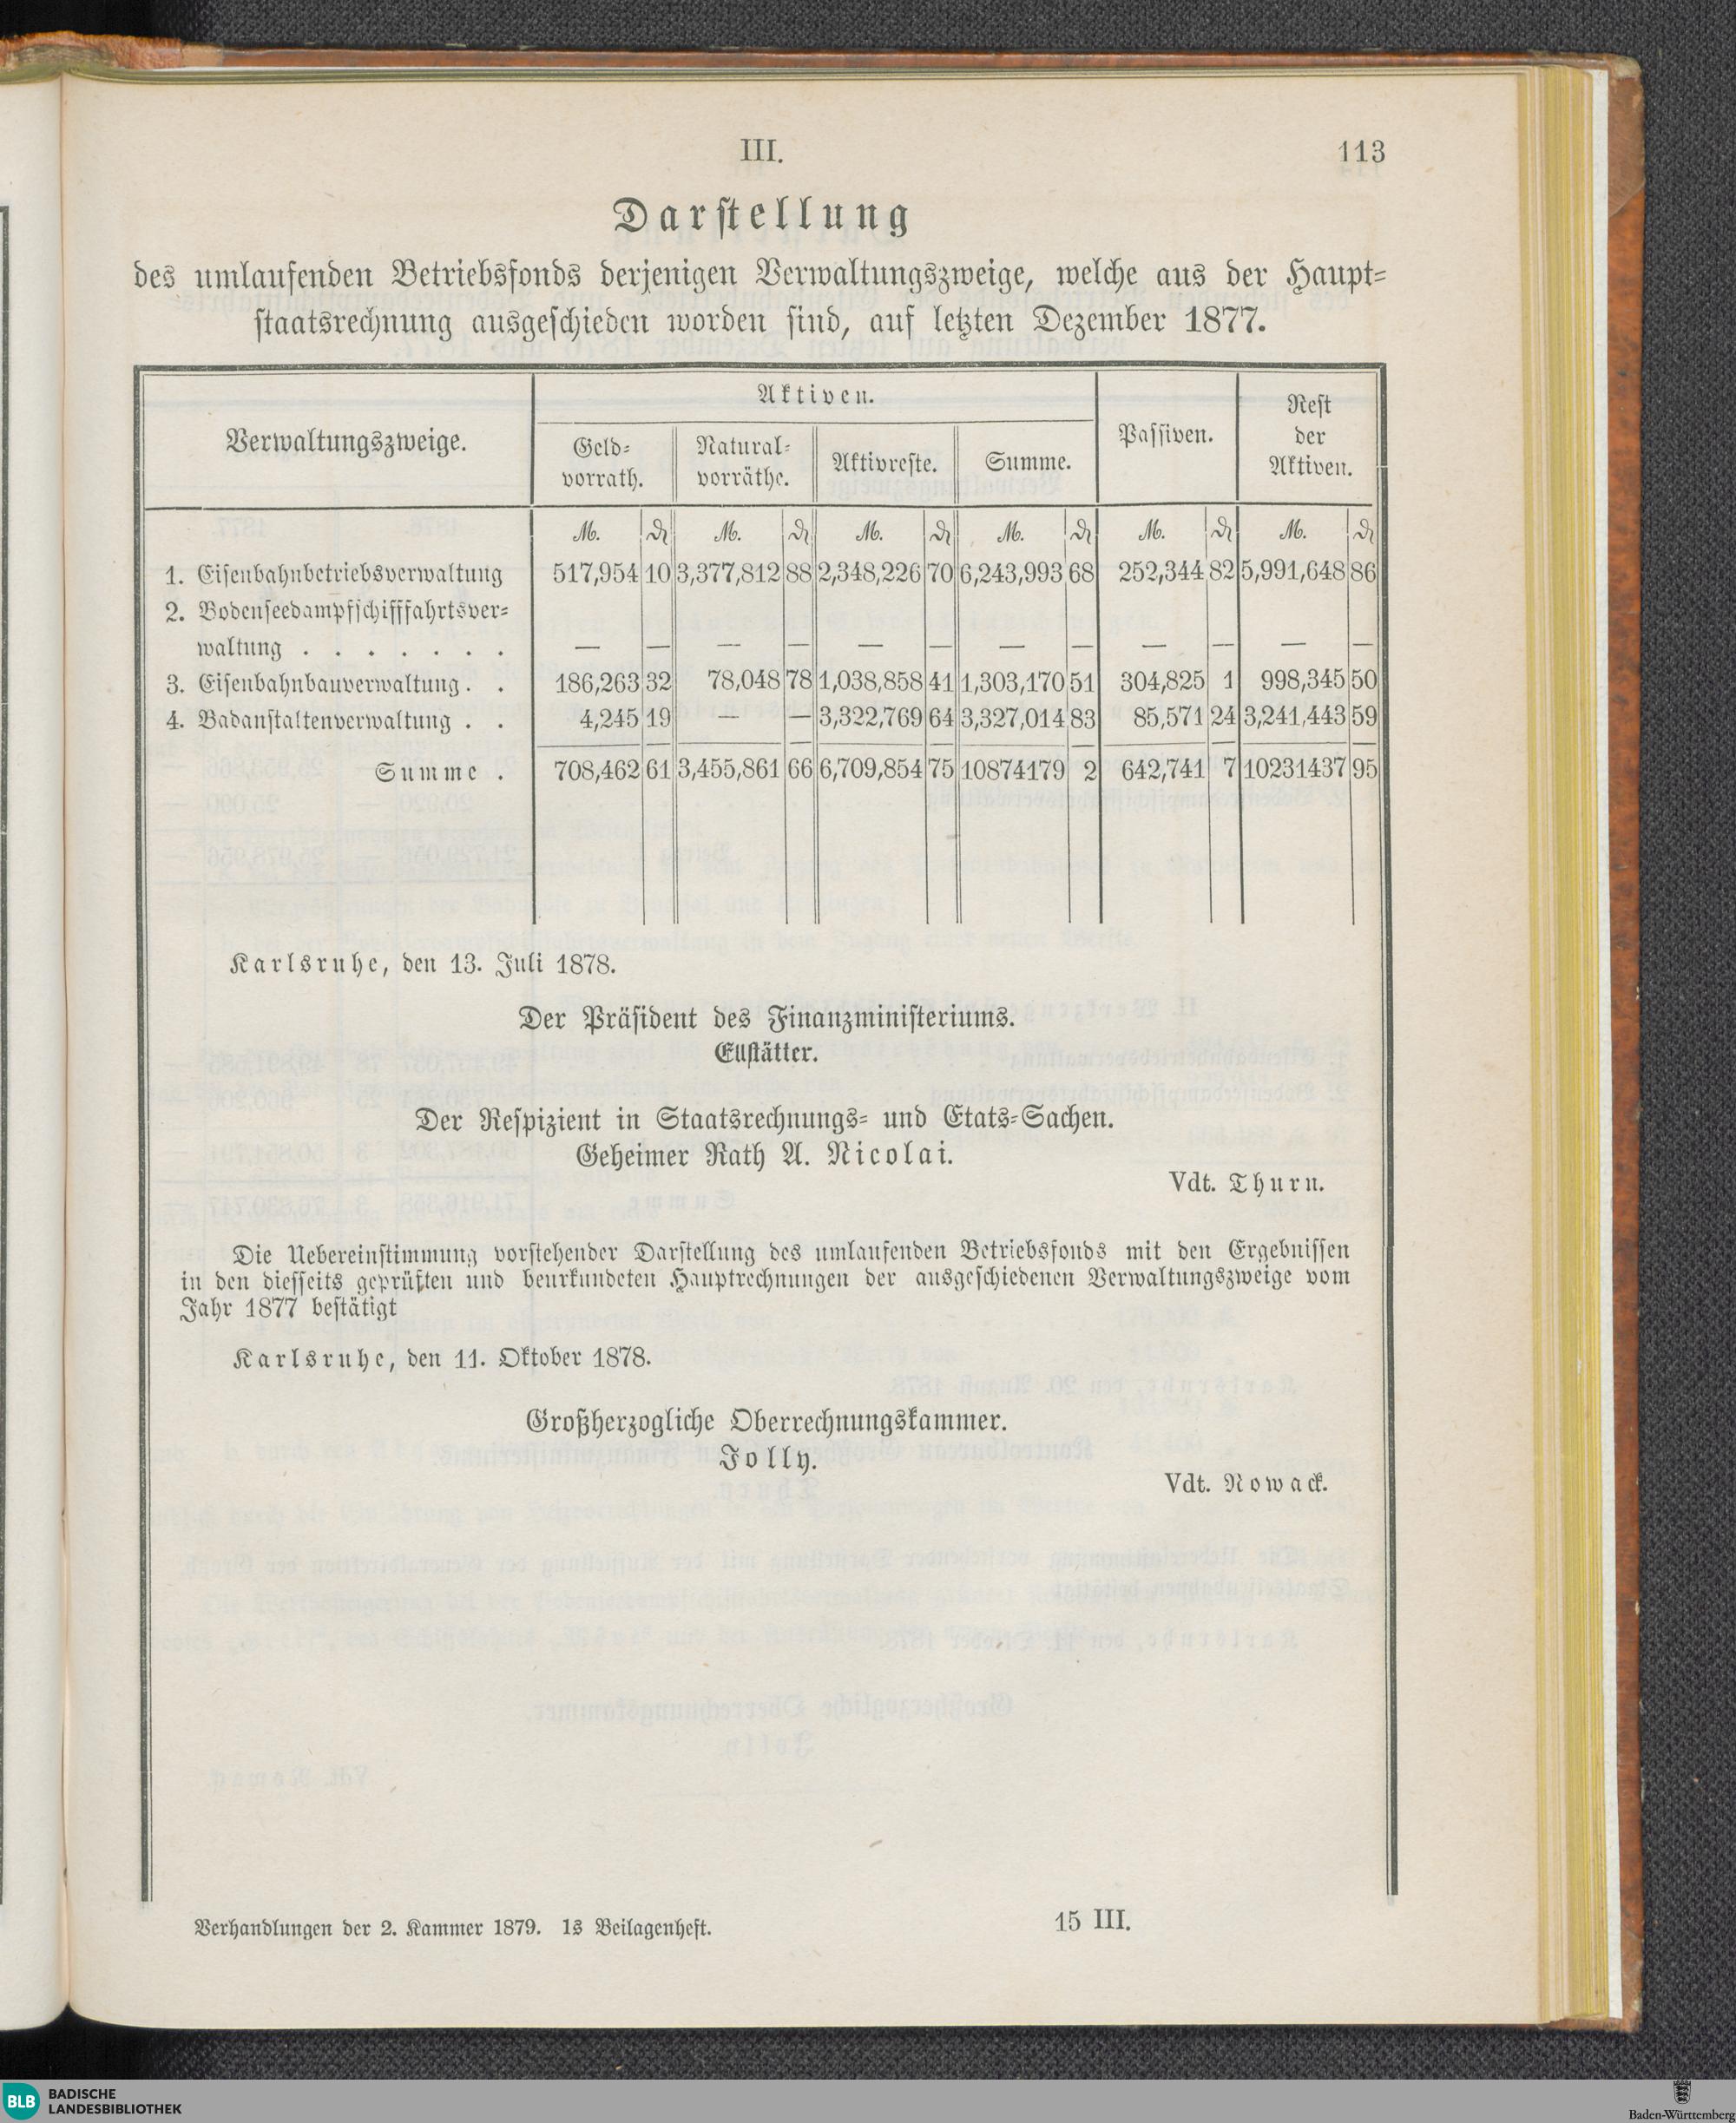 III.
113
Darstellung
des umlaufenden Betriebsfonds derjenigen Verwaltungszweige, welche aus der Haupt-
staatsrechnung ausgeschieden worden sind, auf letzten Dezember 1877.
Verwaltungszweige.
Aktiven.
Passiven.
Rest
der
Aktiven.
Geld-
vorrath.
Natural-
vorräthe.
Aktivreste.
Summe.
M. ₰ M. ₰ M. ₰ M. ₰ M. ₰ M. ₰
1. Eisenbahnbetriebsverwaltung 517,954 10 3,377,812 88 2,348,226 70 6,243,993 68 252,344 82 5,991,648 86
2. Bodenseedampfschifffahrtsver-
waltung . . . . . . . — — — — — — — — — — — —
3. Eisenbahnbauverwaltung . . 186,263 32 78,048 78 1,038,858 41 1,303,170 51 304,825 1 998,345 50
4. Badanstaltenverwaltung . . 4,245 19 — — 3,322,769 64 3,327,014 83 85,571 24 3,241,443 59
Summe . 708,462 61 3,455,861 66 6,709,854 75 10874179 2 642,741 7 10231437 95
Karlsruhe, den 13. Juli 1878.
Der Präsident des Finanzministeriums.
Ellstätter.
Der Respizient in Staatsrechnungs- und Etats-Sachen.
Geheimer Rath A. Nicolai.
Vdt. Thurn.
Die Uebereinstimmung vorstehender Darstellung des umlaufenden Betriebsfonds mit den Ergebnissen
in den diesseits geprüften und beurkundeten Hauptrechnungen der ausgeschiedenen Verwaltungszweige vom
Jahr 1877 bestätigt
Karlsruhe, den 11. Oktober 1878.
Großherzogliche Oberrechnungskammer.
Jolly.
Vdt. Nowack.
Verhandlungen der 2. Kammer 1879. 1s Beilagenheft.
15 III.
BLB
BADISCHE
LANDESBIBLIOTHEK
Baden-Württemberg